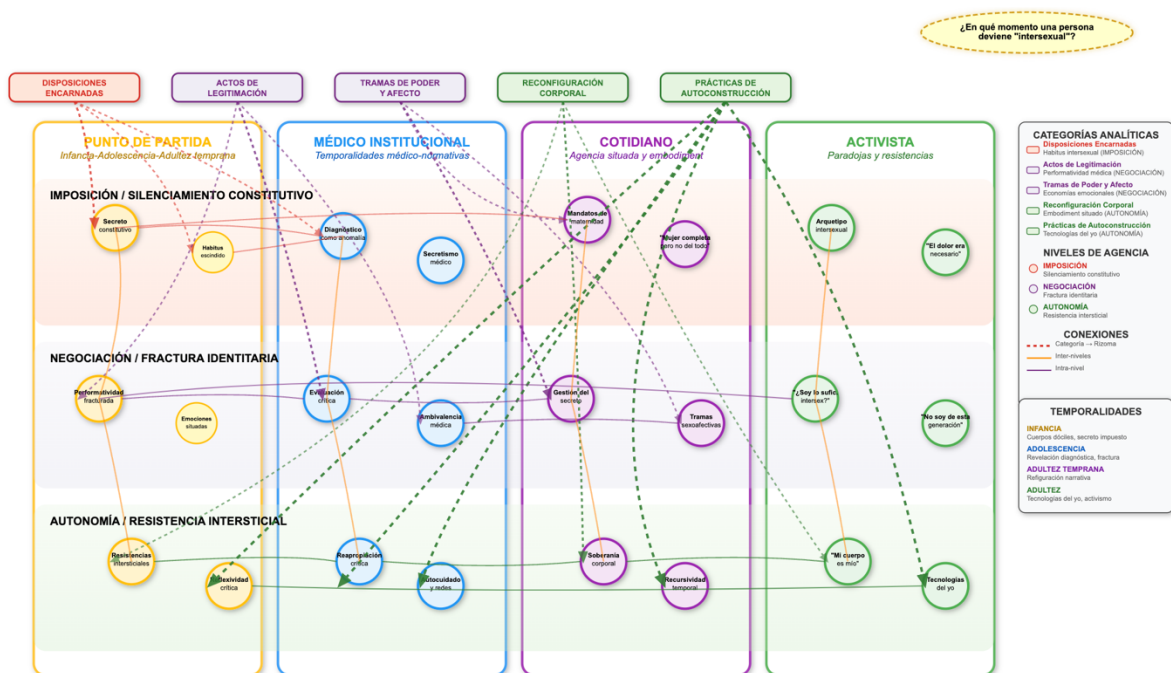 ¿En qué momento una persona
deviene "intersexual"?
DISPOSICIONES
ENCARNADAS
ACTOS DE
LEGITIMACIÓN
TRAMAS DE PODER
Y AFECTO
RECONFIGURACIÓN
CORPORAL
PRÁCTICAS DE
AUTOCONSTRUCCIÓN
PUNTO DE PARTIDA
Infancia-Adolescencia-Adultez temprana
MÉDICO INSTITUCIONAL
Temporalidades médico-normativas
COTIDIANO
Agencia situada y embodiment
ACTIVISTA
Paradojas y resistencias
IMPOSICIÓN / SILENCIAMIENTO CONSTITUTIVO
Secreto
constitutivo
Habitus
escindido
Diagnóstico
como anomalía
Secretismo
médico
Mandatos de
maternidad
"Mujer completa
pero no del todo"
Arquetipo
intersexual
"El dolor era
necesario"
NEGOCIACIÓN / FRACTURA IDENTITARIA
Performatividad
fracturada
Emociones
situadas
Evaluación
crítica
Ambivalencia
médica
Gestión del
secreto
Tramas
sexoafectivas
"¿Soy lo sufic.
intersex?"
"No soy de esta
generación"
AUTONOMÍA / RESISTENCIA INTERSTICIAL
Resistencias
intersticiales
Reflexividad
crítica
Reapropiación
crítica
Autocuidado
y redes
Soberanía
corporal
Recursividad
temporal
"Mi cuerpo
es mío"
Tecnologías
del yo
CATEGORÍAS ANALÍTICAS
Disposiciones Encarnadas
Habitus intersexual (IMPOSICIÓN)
Actos de Legitimación
Performatividad médica (NEGOCIACIÓN)
Tramas de Poder y Afecto
Economías emocionales (NEGOCIACIÓN)
Reconfiguración Corporal
Embodiment situado (AUTONOMÍA)
Prácticas de Autoconstrucción
Tecnologías del yo (AUTONOMÍA)
NIVELES DE AGENCIA
IMPOSICIÓN
Silenciamiento constitutivo
NEGOCIACIÓN
Fractura identitaria
AUTONOMÍA
Resistencia intersticial
CONEXIONES
Categoría → Rizoma
Inter-niveles
Intra-nivel
TEMPORALIDADES
INFANCIA
Cuerpos dóciles, secreto impuesto
ADOLESCENCIA
Revelación diagnóstica, fractura
ADULTEZ TEMPRANA
Refiguración narrativa
ADULTEZ
Tecnologías del yo, activismo